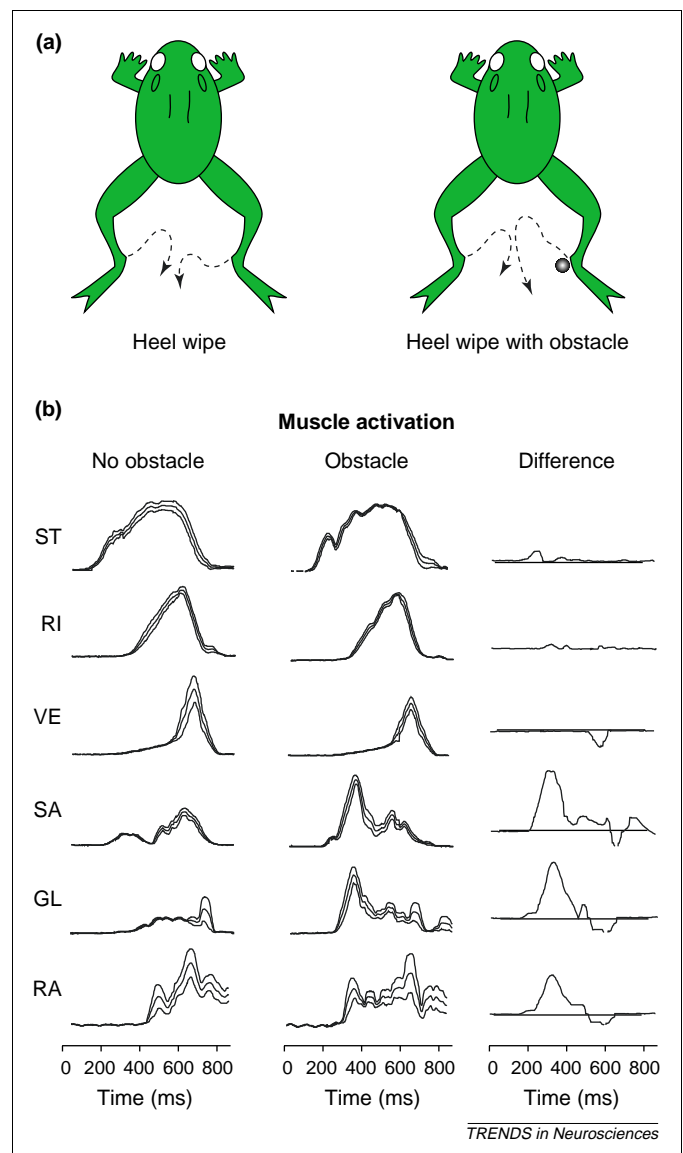 (a)
Heel wipe
Heel wipe with obstacle
(b)
Muscle activation
No obstacle
Obstacle
Difference
ST
RI
VE
SA
GL
RA
0 200 400 600 800
0 200 400 600 800
0 200 400 600 800
Time (ms)
Time (ms)
Time (ms)
TRENDS in Neurosciences